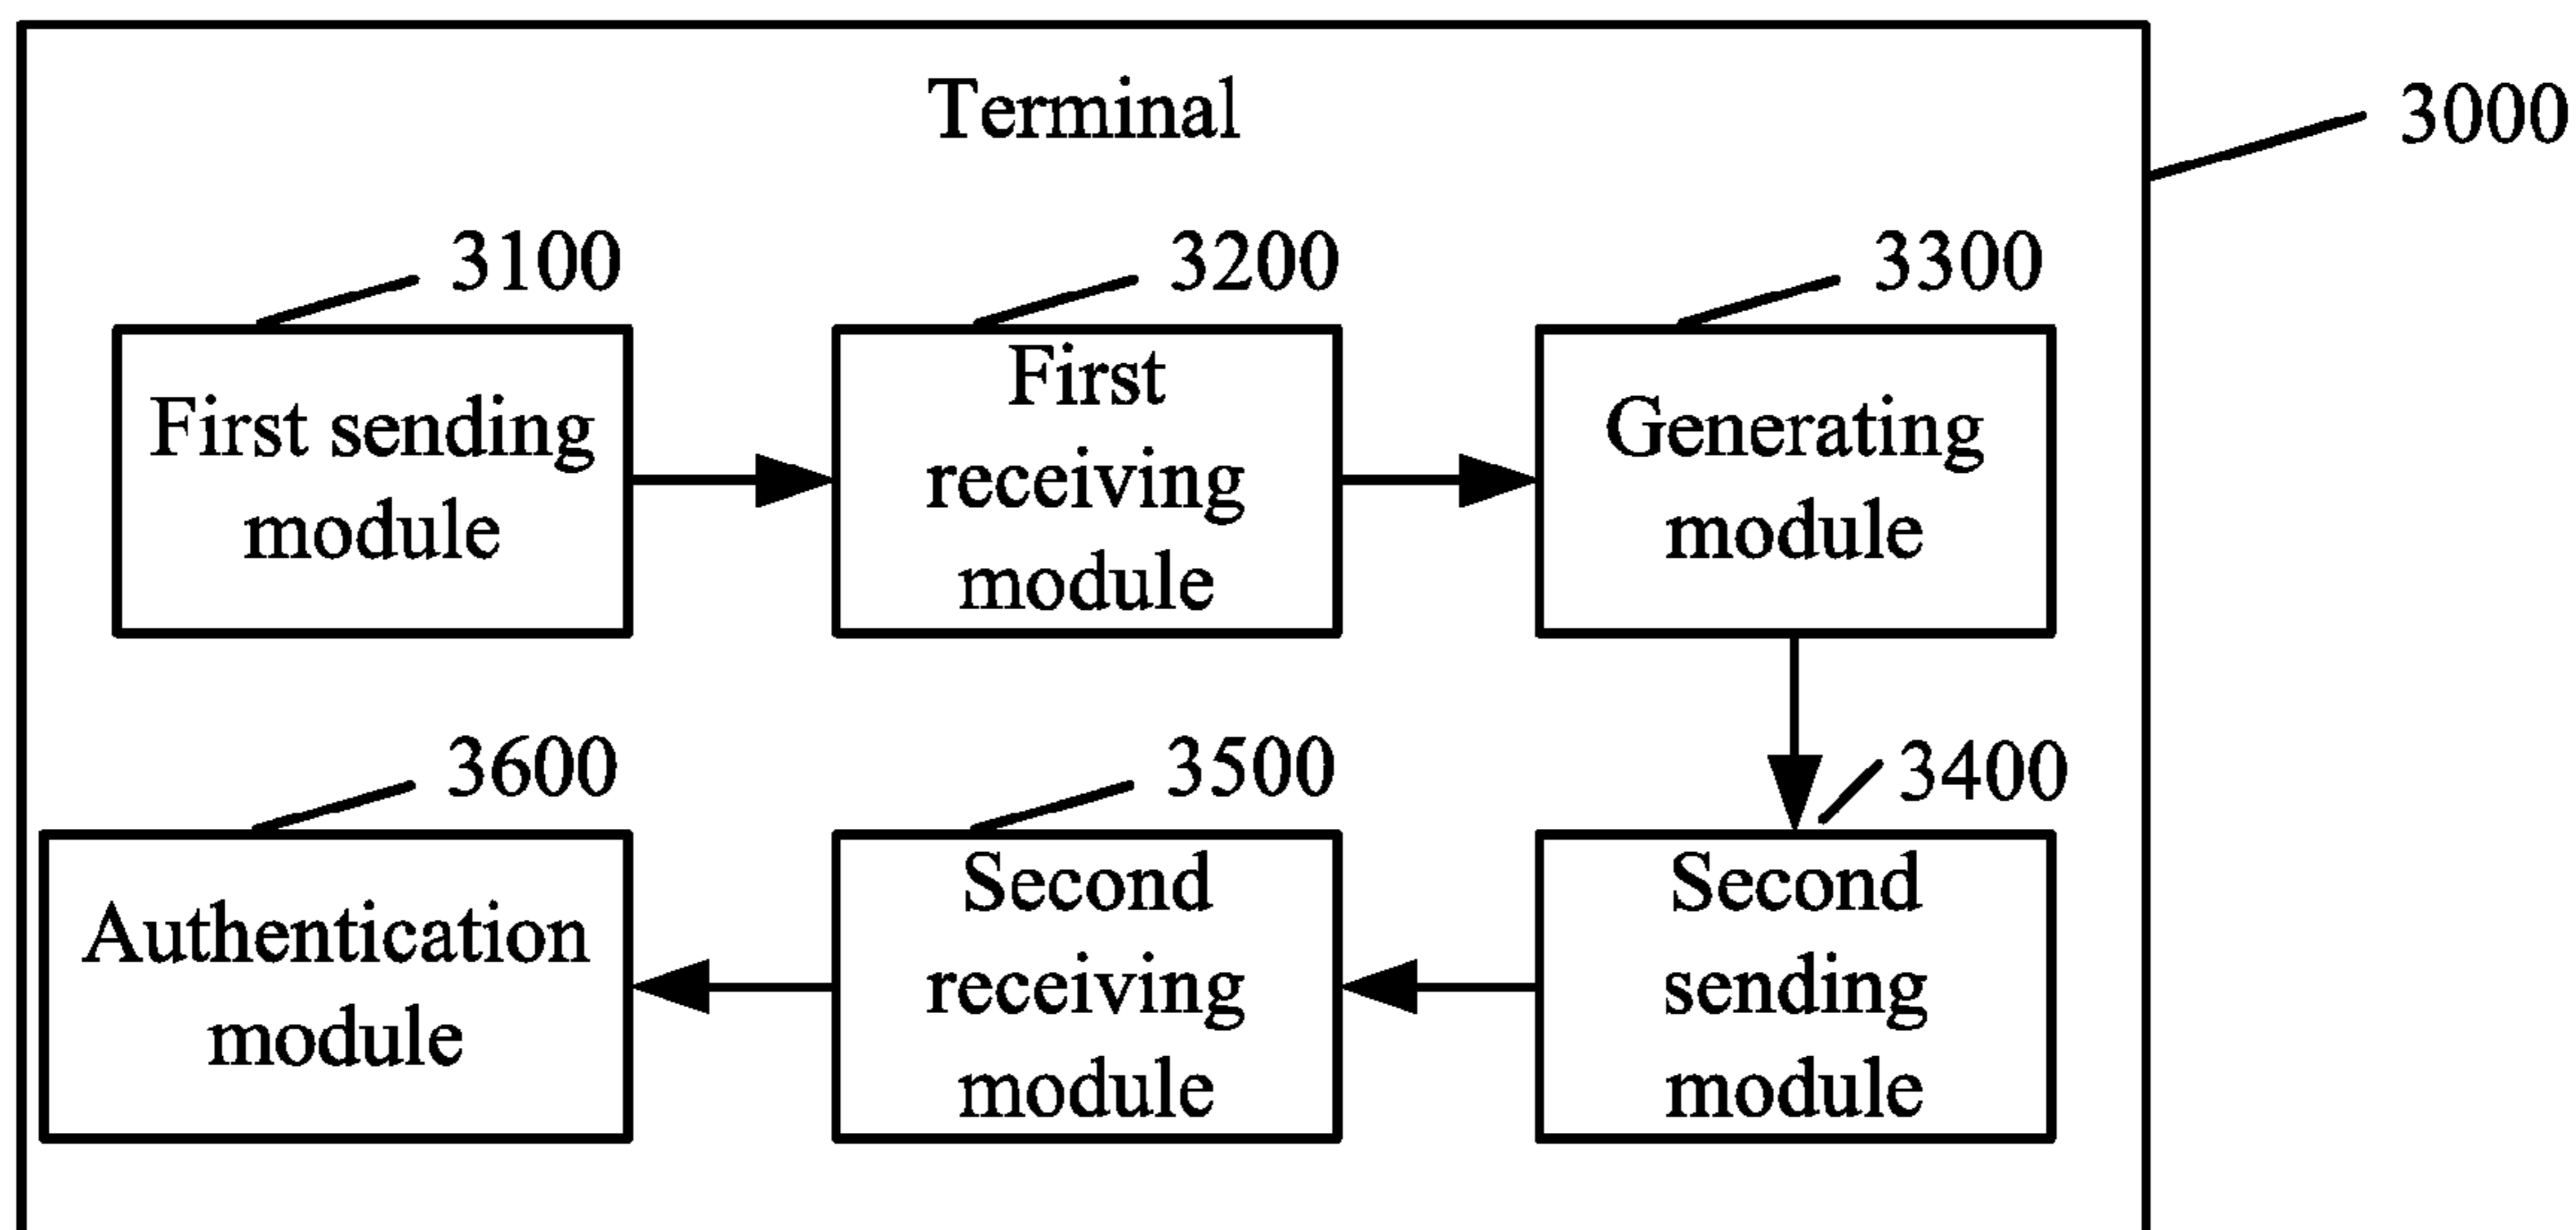 Terminal
3000
3100
3200
3300
First sending
module
First
receiving
module
Generating
module
3600
3500
3400
Authentication
module
Second
receiving
module
Second
sending
module